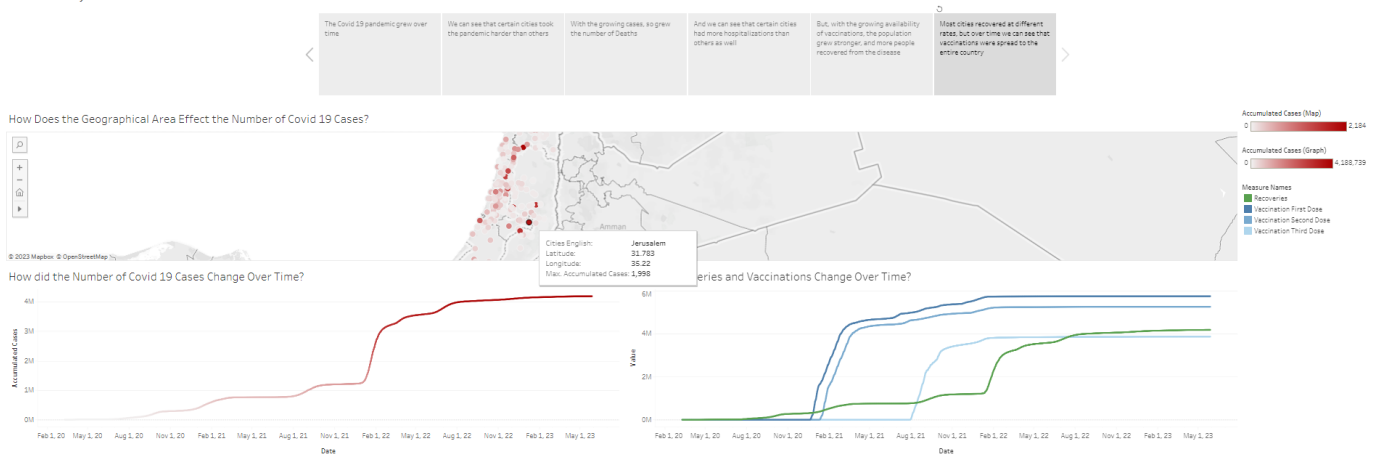 The Covid 19 pandemic grew over
time
We can see that certain cities took
the pandemic harder than others
With the growing cases, so grew
the number of Deaths
And we can see that certain cities
had more hospitalizations than
others as well
But, with the growing availability
of vaccinations, the population
grew stronger, and more people
recovered from the disease
Most cities recovered at different
rates, but over time we can see that
vaccinations were spread to the
entire country
How Does the Geographical Area Effect the Number of Covid 19 Cases?
Amman
Cities English: Jerusalem
Latitude: 31.783
Longitude: 35.22
Max. Accumulated Cases: 1,998
© 2023 Mapbox © OpenStreetMap
Accumulated Cases (Map)
0 2,184
Accumulated Cases (Graph)
0 4,188,739
Measure Names
Recoveries
Vaccination First Dose
Vaccination Second Dose
Vaccination Third Dose
How did the Number of Covid 19 Cases Change Over Time?
4M
3M
2M
1M
0M
Accumulated Cases
Feb 1, 20 May 1, 20 Aug 1, 20 Nov 1, 20 Feb 1, 21 May 1, 21 Aug 1, 21 Nov 1, 21 Feb 1, 22 May 1, 22 Aug 1, 22 Nov 1, 22 Feb 1, 23 May 1, 23
Date
eries and Vaccinations Change Over Time?
6M
4M
2M
0M
Value
Feb 1, 20 May 1, 20 Aug 1, 20 Nov 1, 20 Feb 1, 21 May 1, 21 Aug 1, 21 Nov 1, 21 Feb 1, 22 May 1, 22 Aug 1, 22 Nov 1, 22 Feb 1, 23 May 1, 23
Date